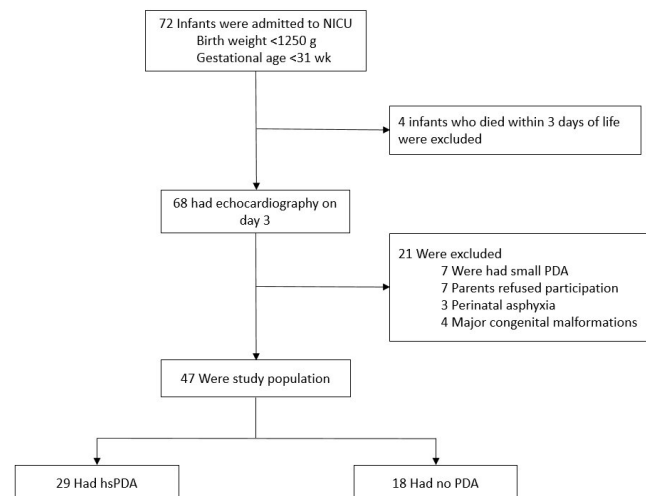 72 Infants were admitted to NICU
Birth weight <1250 g
Gestational age <31 wk
4 infants who died within 3 days of life
were excluded
68 had echocardiography on
day 3
21 Were excluded
7 Were had small PDA
7 Parents refused participation
3 Perinatal asphyxia
4 Major congenital malformations
47 Were study population
29 Had hsPDA
18 Had no PDA